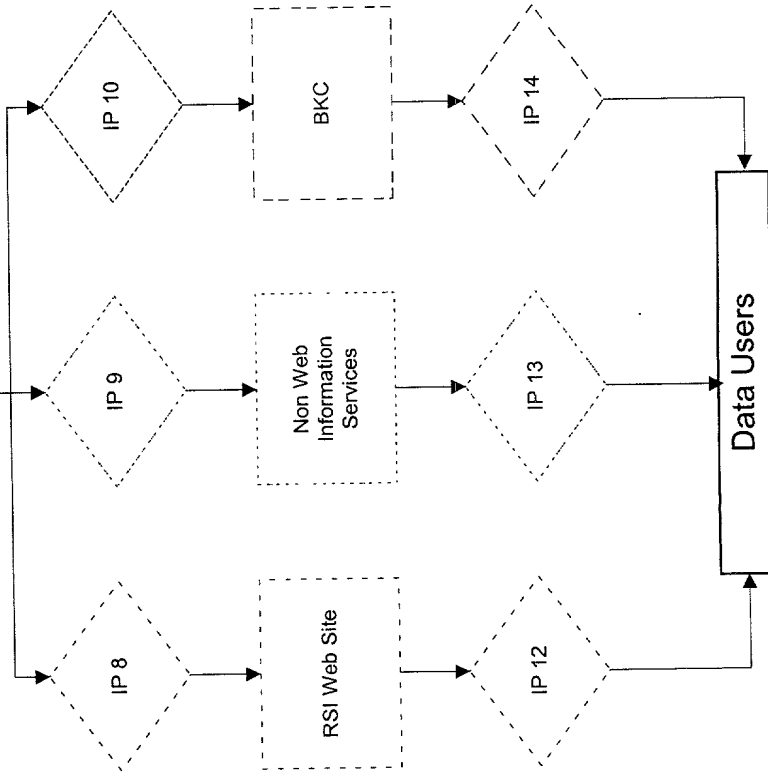 IP 10
BKC
IP 14
IP 9
Non Web
Information
Services
IP 13
IP 8
RSI Web Site
IP 12
Data Users